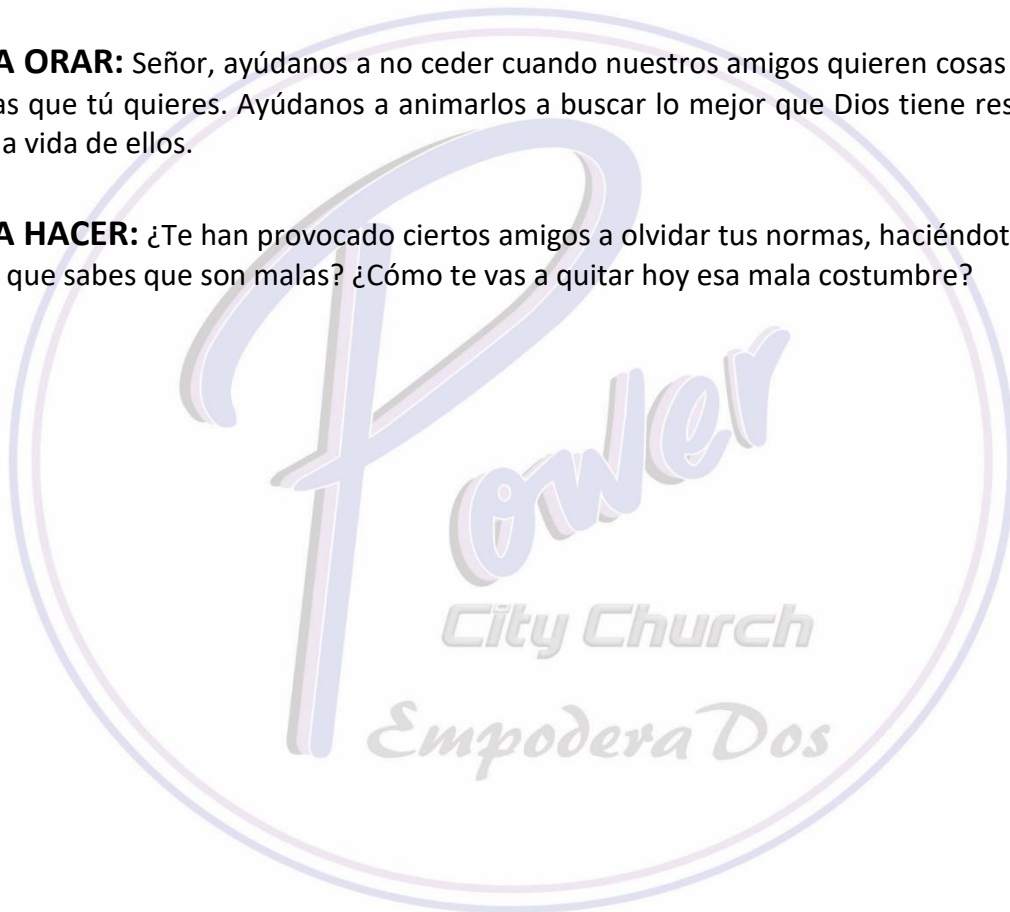 A ORAR: Señor, ayúdanos a no ceder cuando nuestros amigos quieren cosas
as que tú quieres. Ayúdanos a animarlos a buscar lo mejor que Dios tiene res
a vida de ellos.
A HACER: ¿Te han provocado ciertos amigos a olvidar tus normas, haciéndot
que sabes que son malas? ¿Cómo te vas a quitar hoy esa mala costumbre?
Power
City Church
Empodera Dos